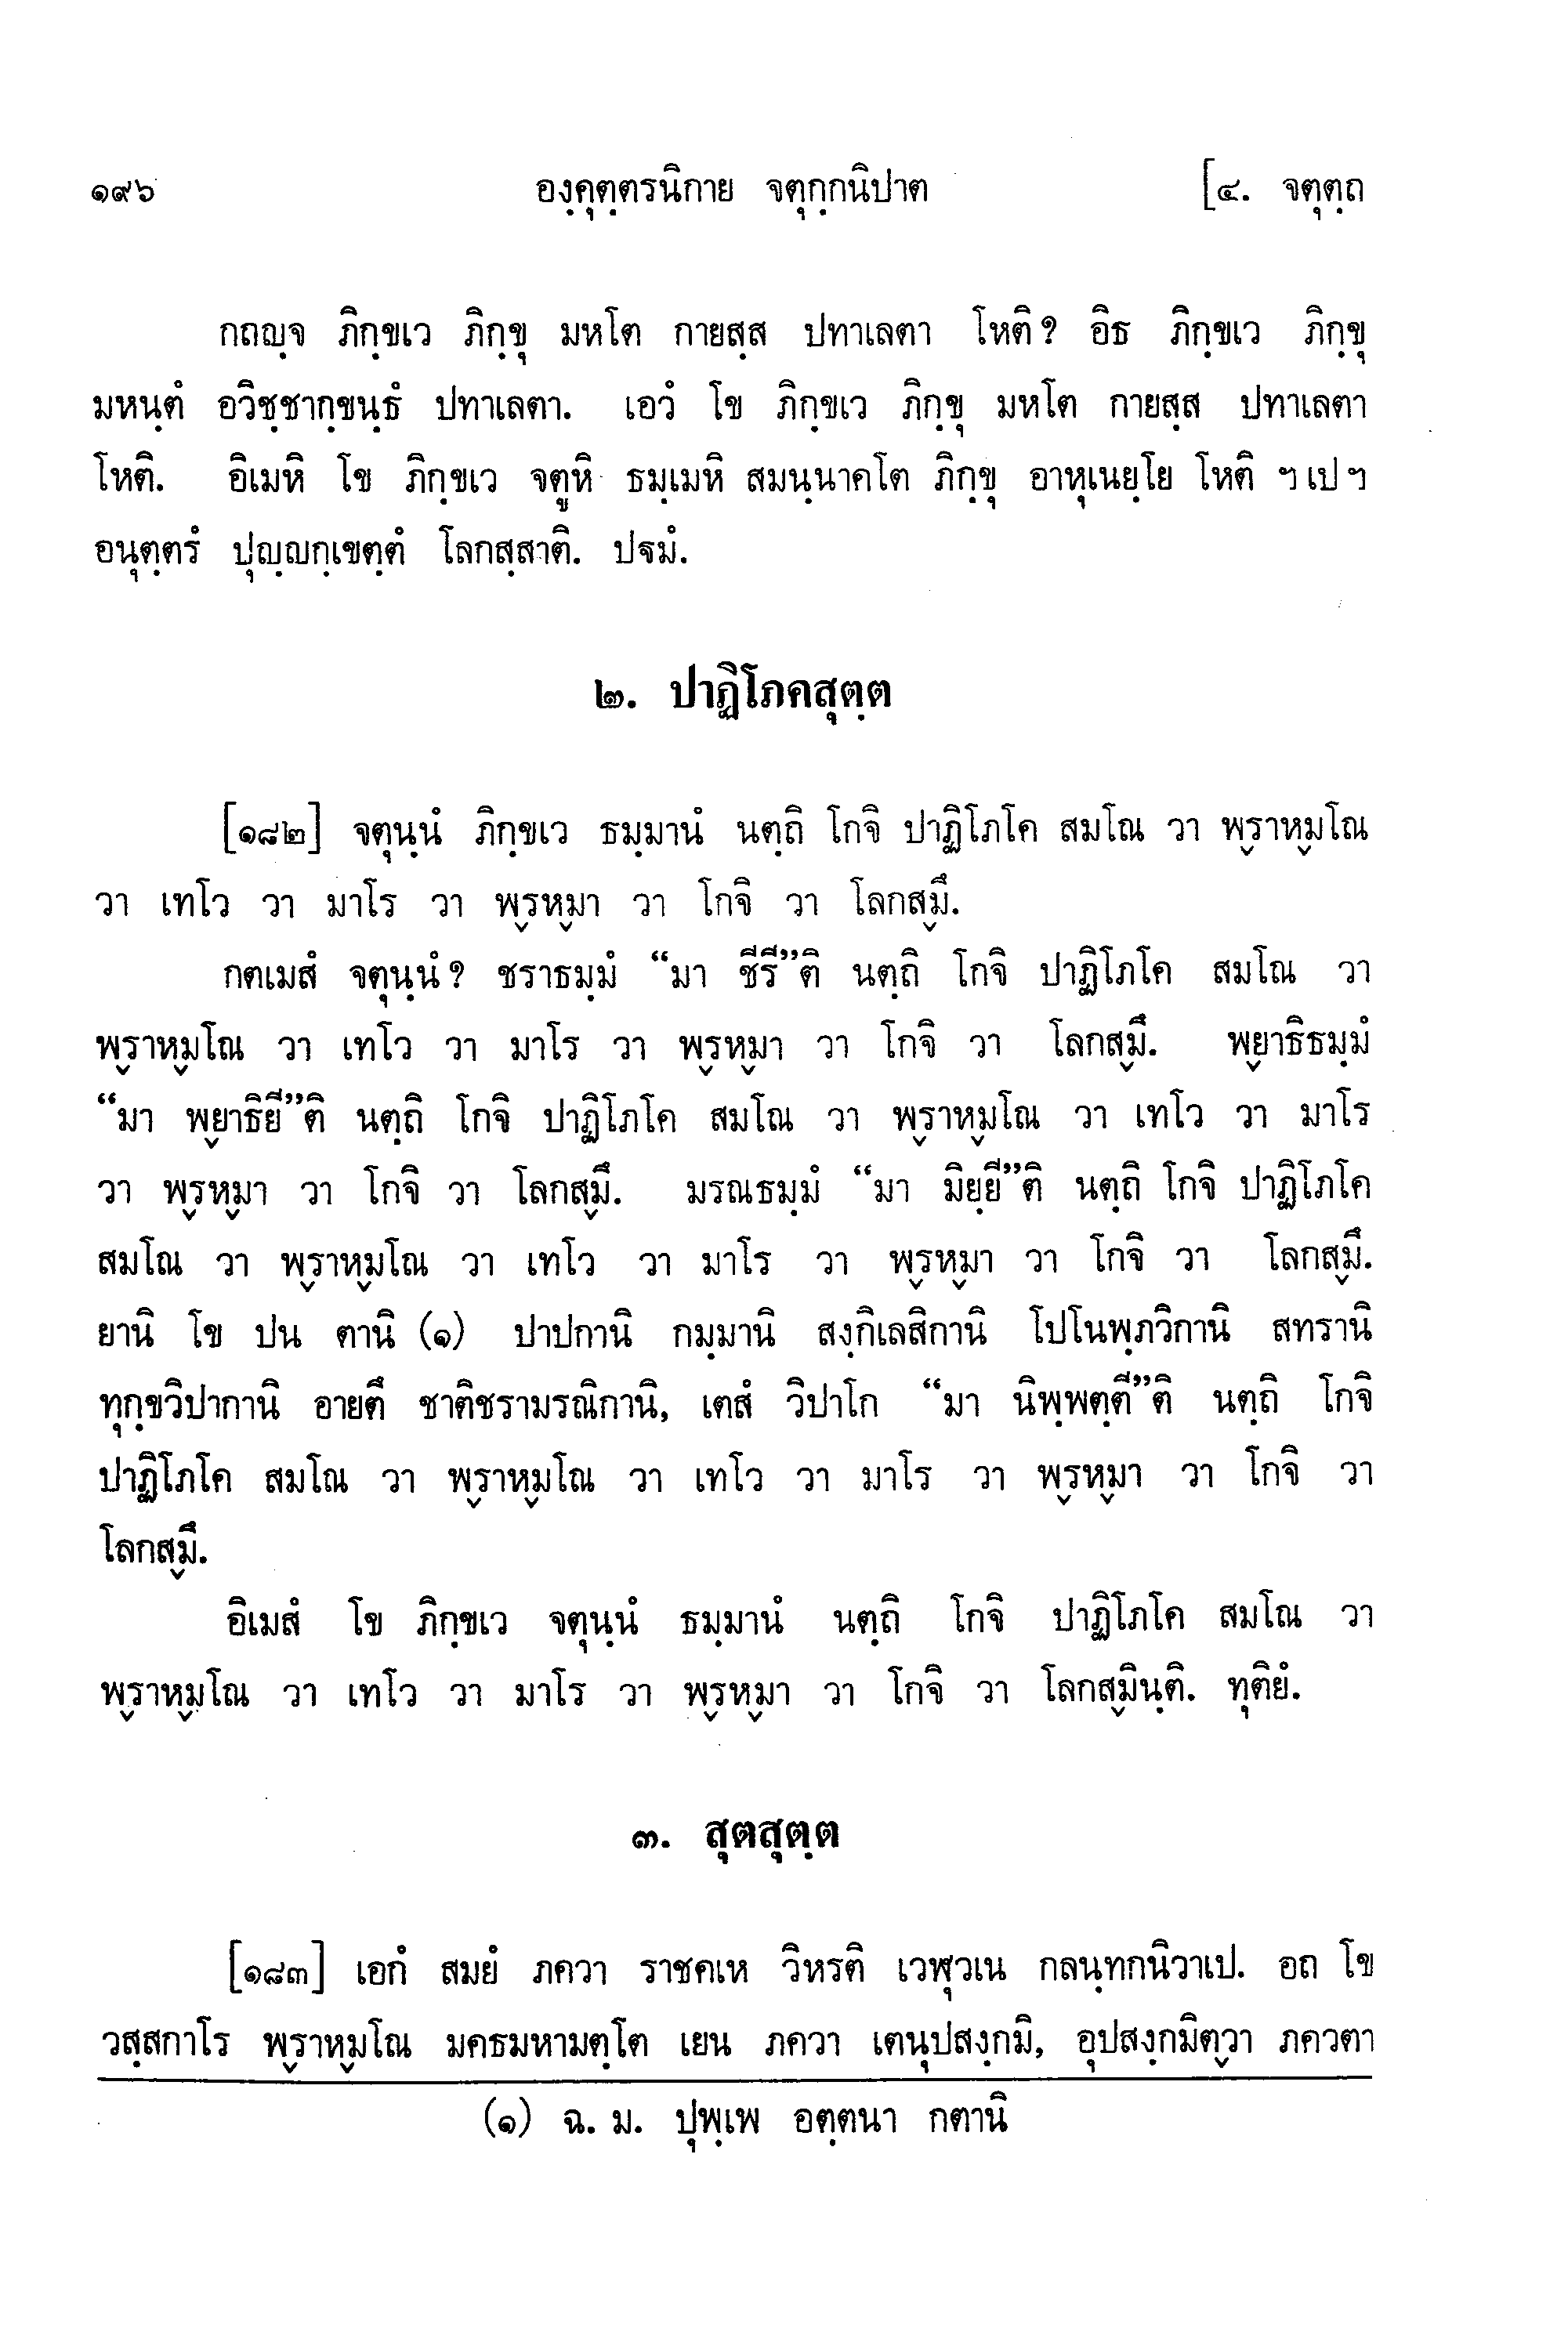 ๑๙๖ องฺคุตฺตรนิกาย จตุกฺกนิปาต [๔. จตุตฺถ
กถญฺจ ภิกฺขเว ภิกฺขุ มหโต กายสฺส ปทาเลตา โหติ? อิธ ภิกฺขเว ภิกฺขุ
มหนฺตํ อวิชฺชากฺขนฺธํ ปทาเลตา. เอวํ โข ภิกฺขเว ภิกฺขุ มหโต กายสฺส ปทาเลตา
โหติ. อิเมหิ โข ภิกฺขเว จตูหิ ธมฺเมหิ สมนฺนาคโต ภิกฺขุ อาหุเนยฺโย โหติ ฯ เป ฯ
อนุตฺตรํ ปุญฺญกฺเขตฺตํ โลกสฺสาติ. ปฐมํ.
๒. ปาฏิโภคสุตฺต
[๑๘๒] จตุนฺนํ ภิกฺขเว ธมฺมานํ นตฺถิ โกจิ ปาฏิโภโค สมโณ วา พฺราหฺมโณ
วา เทโว วา มาโร วา พฺรหฺมา วา โกจิ วา โลกสฺมึ.
กตเมสํ จตุนฺนํ? ชราธมฺมํ “มา ชีรี”ติ นตฺถิ โกจิ ปาฏิโภโค สมโณ วา
พฺราหฺมโณ วา เทโว วา มาโร วา พฺรหฺมา วา โกจิ วา โลกสฺมึ. พฺยาธิธมฺมํ
“มา พฺยาธิยี”ติ นตฺถิ โกจิ ปาฏิโภโค สมโณ วา พฺราหฺมโณ วา เทโว วา มาโร
วา พฺรหฺมา วา โกจิ วา โลกสฺมึ. มรณธมฺมํ “มา มิยฺยี”ติ นตฺถิ โกจิ ปาฏิโภโค
สมโณ วา พฺราหฺมโณ วา เทโว วา มาโร วา พฺรหฺมา วา โกจิ วา โลกสฺมึ.
ยานิ โข ปน ตานิ (๑) ปาปกานิ กมฺมานิ สงฺกิเลสิกานิ โปโนพฺภวิกานิ สทรานิ
ทุกฺขวิปากานิ อายตึ ชาติชรามรณิกานิ, เตสํ วิปาโก “มา นิพฺพตฺตี”ติ นตฺถิ โกจิ
ปาฏิโภโค สมโณ วา พฺราหฺมโณ วา เทโว วา มาโร วา พฺรหฺมา วา โกจิ วา
โลกสฺมึ.
อิเมสํ โข ภิกฺขเว จตุนฺนํ ธมฺมานํ นตฺถิ โกจิ ปาฏิโภโค สมโณ วา
พฺราหฺมโณ วา เทโว วา มาโร วา พฺรหฺมา วา โกจิ วา โลกสฺมินฺติ. ทุติยํ.
๓. สุตสุตฺต
[๑๘๓] เอกํ สมยํ ภควา ราชคเห วิหรติ เวฬุวเน กลนฺทกนิวาเป. อถ โข
วสฺสกาโร พฺราหฺมโณ มคธมหามตฺโต เยน ภควา เตนุปสงฺกมิ, อุปสงฺกมิตฺวา ภควตา
(๑) ฉ. ม. ปุพฺเพ อตฺตนา กตานิ